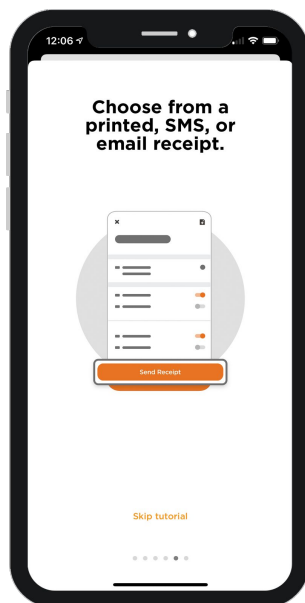 12:06
Choose from a
printed, SMS, or
email receipt.
Send Receipt
Skip tutorial